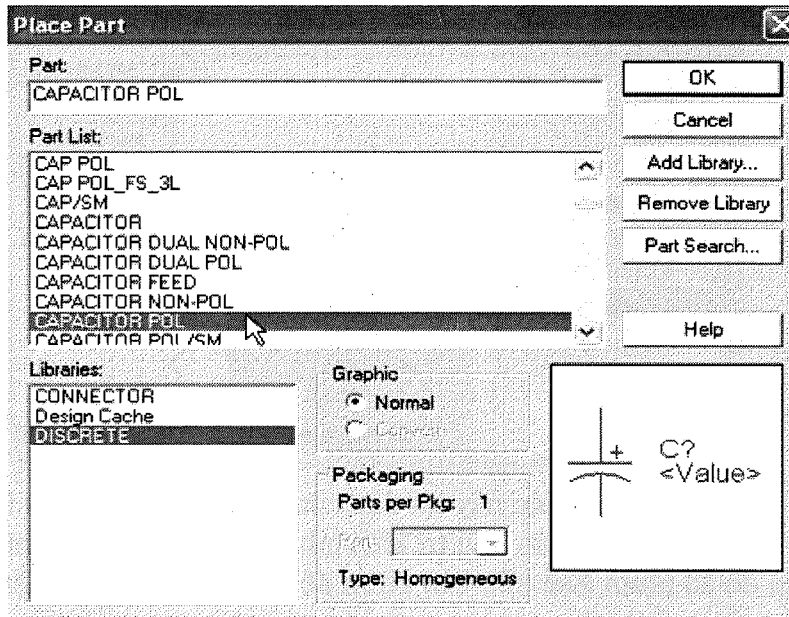 Place Part
Part:
CAPACITOR POL
Part List:
CAP POL
CAP POL_FS_3L
CAP/SM
CAPACITOR
CAPACITOR DUAL NON-POL
CAPACITOR DUAL POL
CAPACITOR FEED
CAPACITOR NON-POL
CAPACITOR POL
CAPACITOR POL/SM
OK
Cancel
Add Library...
Remove Library
Part Search...
Help
Libraries:
CONNECTOR
Design Cache
DISCRETE
Graphic
Normal
Convert
Packaging
Parts per Pkg: 1
Part:
Type: Homogeneous
+
C?
<Value>